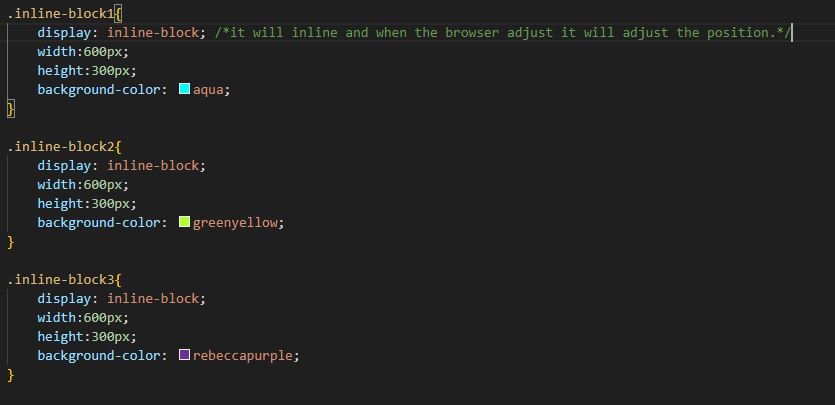 .inline-block1{
    display: inline-block; /*it will inline and when the browser adjust it will adjust the position.*/
    width:600px;
    height:300px;
    background-color: aqua;
}

.inline-block2{
    display: inline-block;
    width:600px;
    height:300px;
    background-color: greenyellow;
}

.inline-block3{
    display: inline-block;
    width:600px;
    height:300px;
    background-color: rebeccapurple;
}